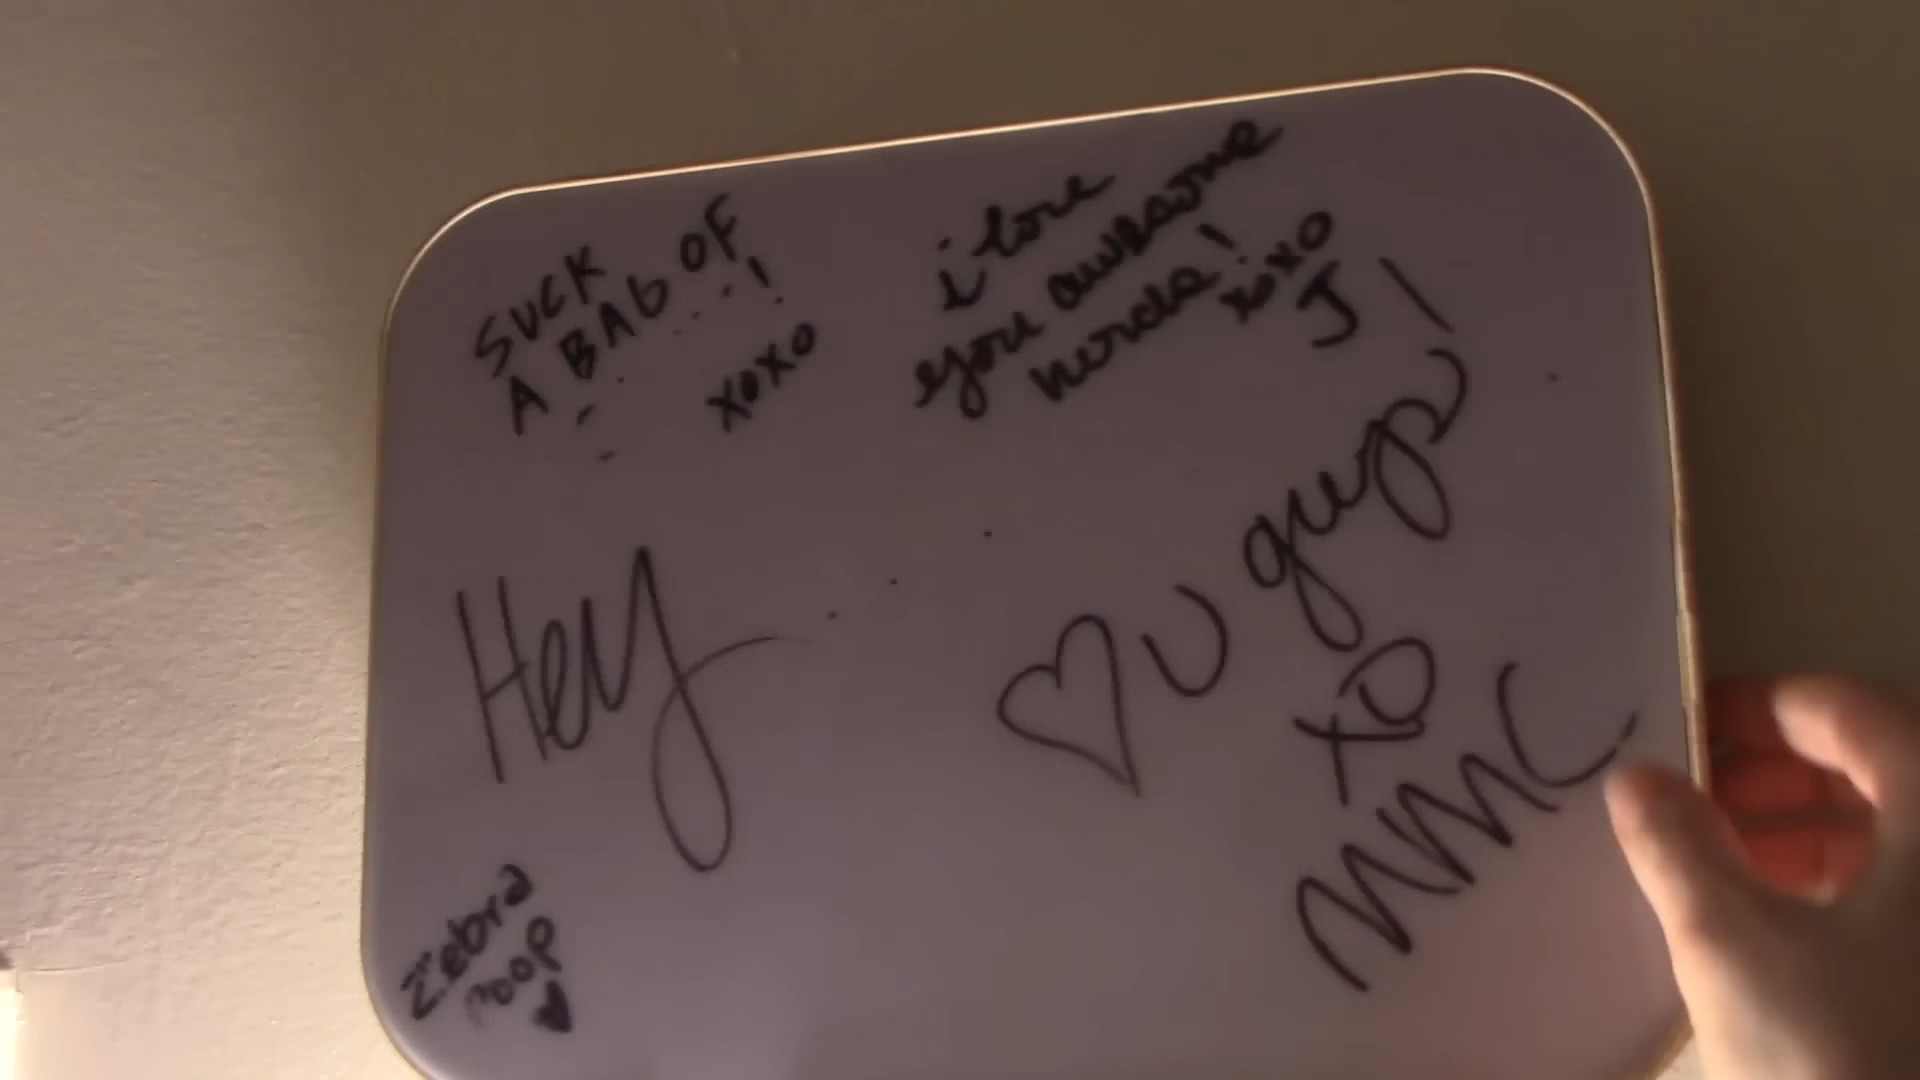 SUCK
A BAG OF
- . . . . - . !
-
xoxo
i love
you awesome
nerds!
xoxo
J
Hey . . .
♡ U guys!
XO
MMC
Zebra
Poop
♥